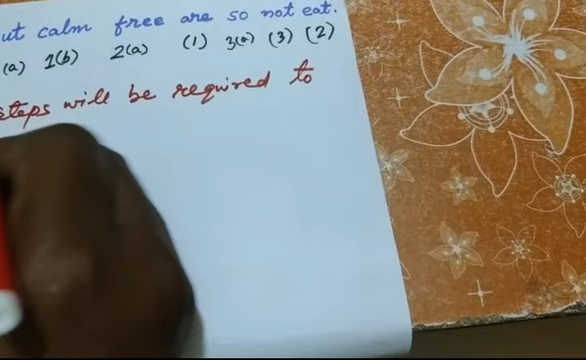 ut calm free are so not eat.
(a) 1(b) 2(a) (1) 3(a) (3) (2)
steps will be required to